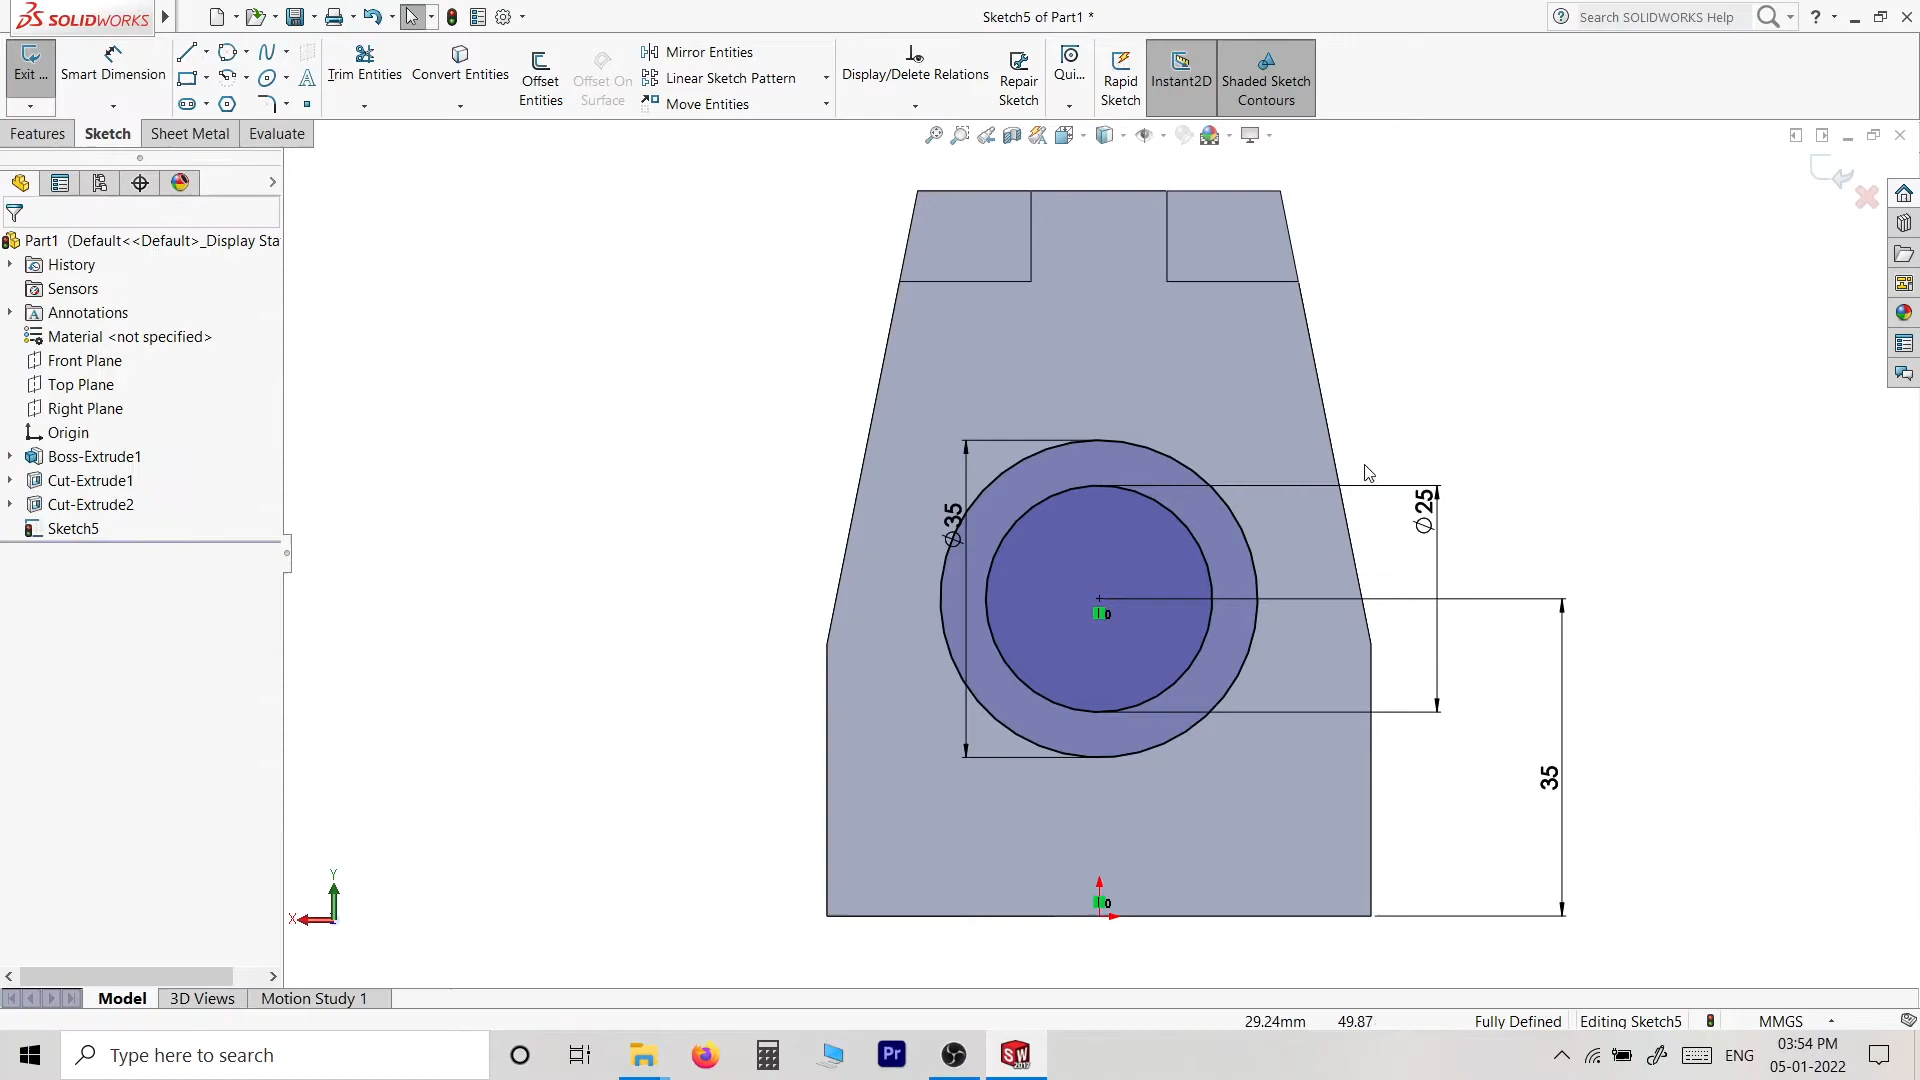 SOLIDWORKS
Sketch5 of Part1 *
Search SOLIDWORKS Help
Exit ...
Smart Dimension
Trim Entities
Convert Entities
Offset Entities
Offset On Surface
Mirror Entities
Linear Sketch Pattern
Move Entities
Display/Delete Relations
Repair Sketch
Qui...
Rapid Sketch
Instant2D
Shaded Sketch Contours
Features
Sketch
Sheet Metal
Evaluate
Part1 (Default<<Default>_Display Sta
History
Sensors
Annotations
Material <not specified>
Front Plane
Top Plane
Right Plane
Origin
Boss-Extrude1
Cut-Extrude1
Cut-Extrude2
Sketch5
∅35
∅25
35
0
0
Y
X
Model
3D Views
Motion Study 1
29.24mm
49.87
Fully Defined
Editing Sketch5
MMGS
Type here to search
Pr
SW
2017
ENG
03:54 PM
05-01-2022